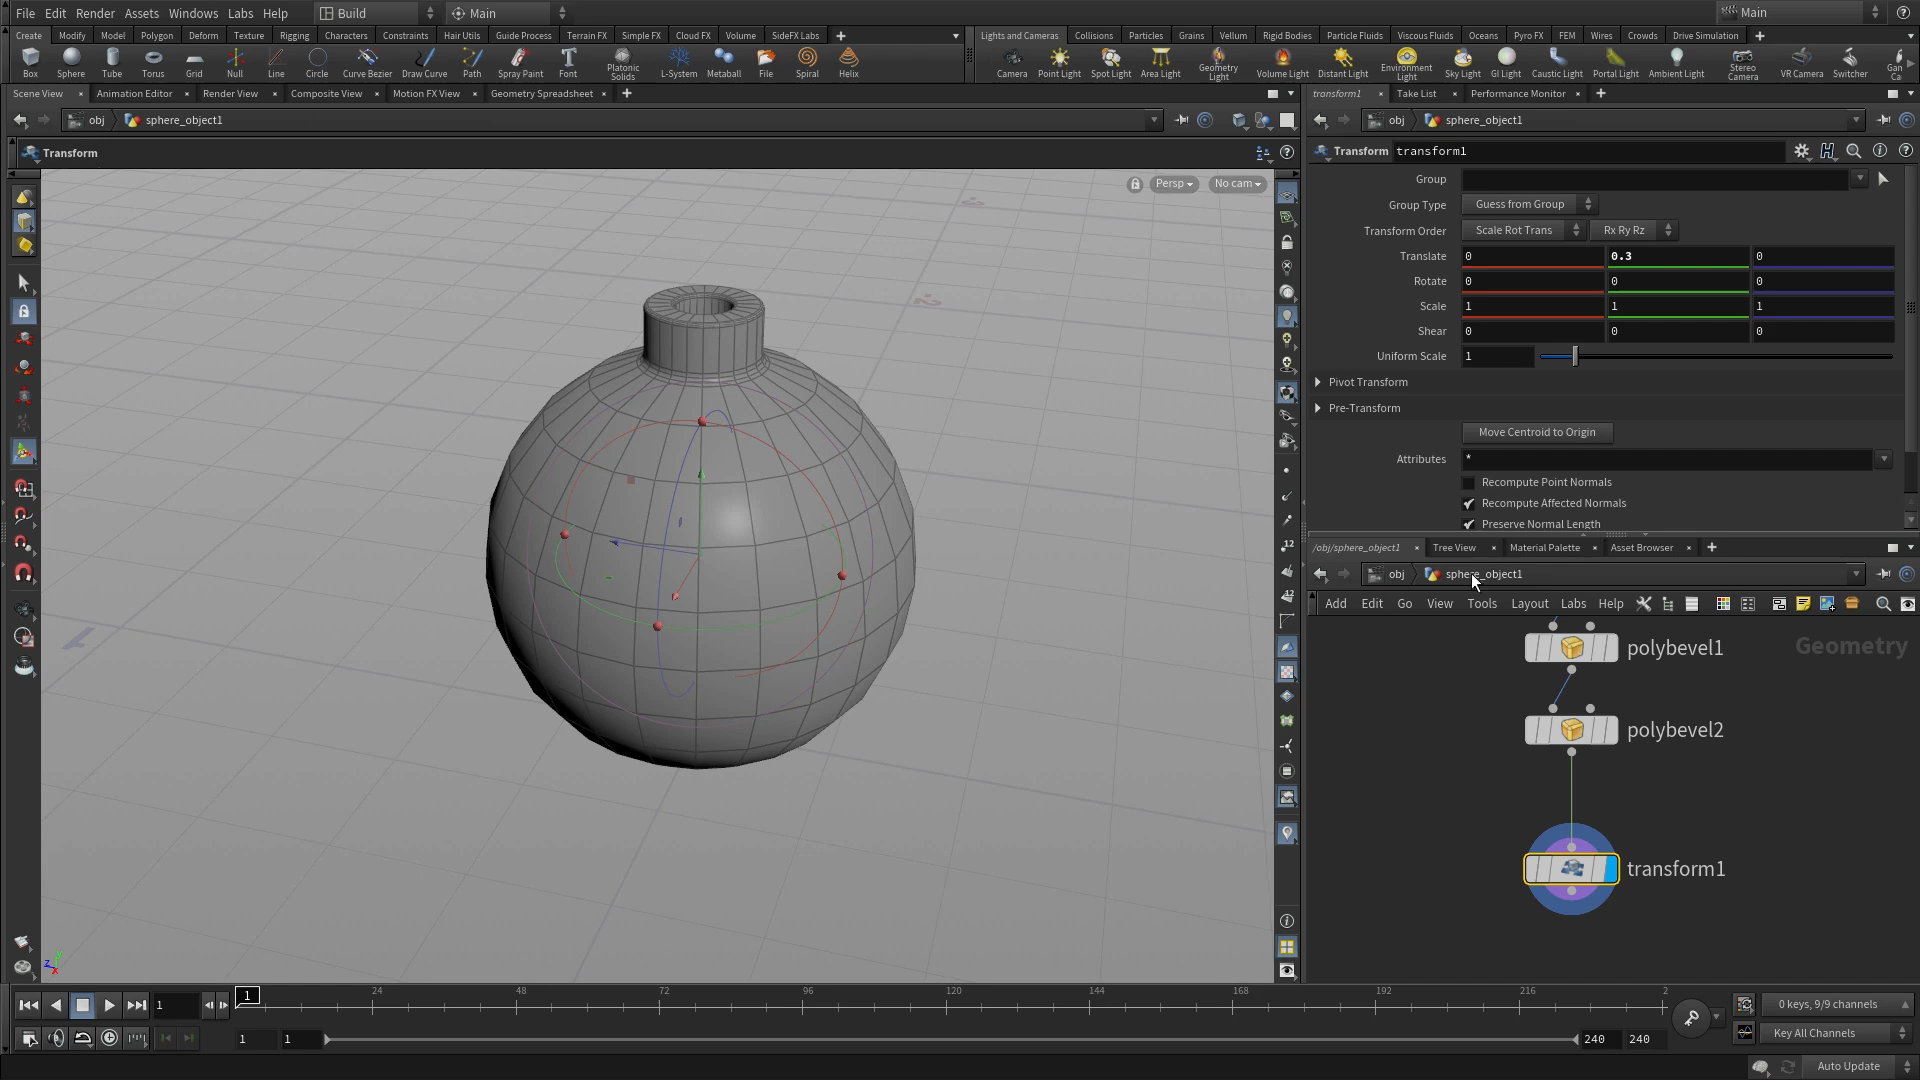 File Edit Render Assets Windows Labs Help Build Main Main
Create Modify Model Polygon Deform Texture Rigging Characters Constraints Hair Utils Guide Process Terrain FX Simple FX Cloud FX Volume SideFX Labs Lights and Cameras Collisions Particles Grains Vellum Rigid Bodies Particle Fluids Viscous Fluids Oceans Pyro FX FEM Wires Crowds Drive Simulation
Box Sphere Tube Torus Grid Null Line Circle Curve Bezier Draw Curve Path Spray Paint Font Platonic Solids L-System Metaball File Spiral Helix Camera Point Light Spot Light Area Light Geometry Light Volume Light Distant Light Environment Light Sky Light GI Light Caustic Light Portal Light Ambient Light Stereo Camera VR Camera Switcher Gan Ca
Scene View Animation Editor Render View Composite View Motion FX View Geometry Spreadsheet transform1 Take List Performance Monitor
obj sphere_object1 obj sphere_object1
Transform
Transform transform1
Persp No cam
Group
Group Type Guess from Group
Transform Order Scale Rot Trans Rx Ry Rz
Translate 0 0.3 0
Rotate 0 0 0
Scale 1 1 1
Shear 0 0 0
Uniform Scale 1
Pivot Transform
Pre-Transform
Move Centroid to Origin
Attributes *
Recompute Point Normals
Recompute Affected Normals
Preserve Normal Length
/obj/sphere_object1 Tree View Material Palette Asset Browser
obj sphere_object1
Add Edit Go View Tools Layout Labs Help
polybevel1
Geometry
polybevel2
transform1
12
12
z y x
1 1 24 48 72 96 120 144 168 192 216 2
0 keys, 9/9 channels
1 1 240 240 Key All Channels
Auto Update